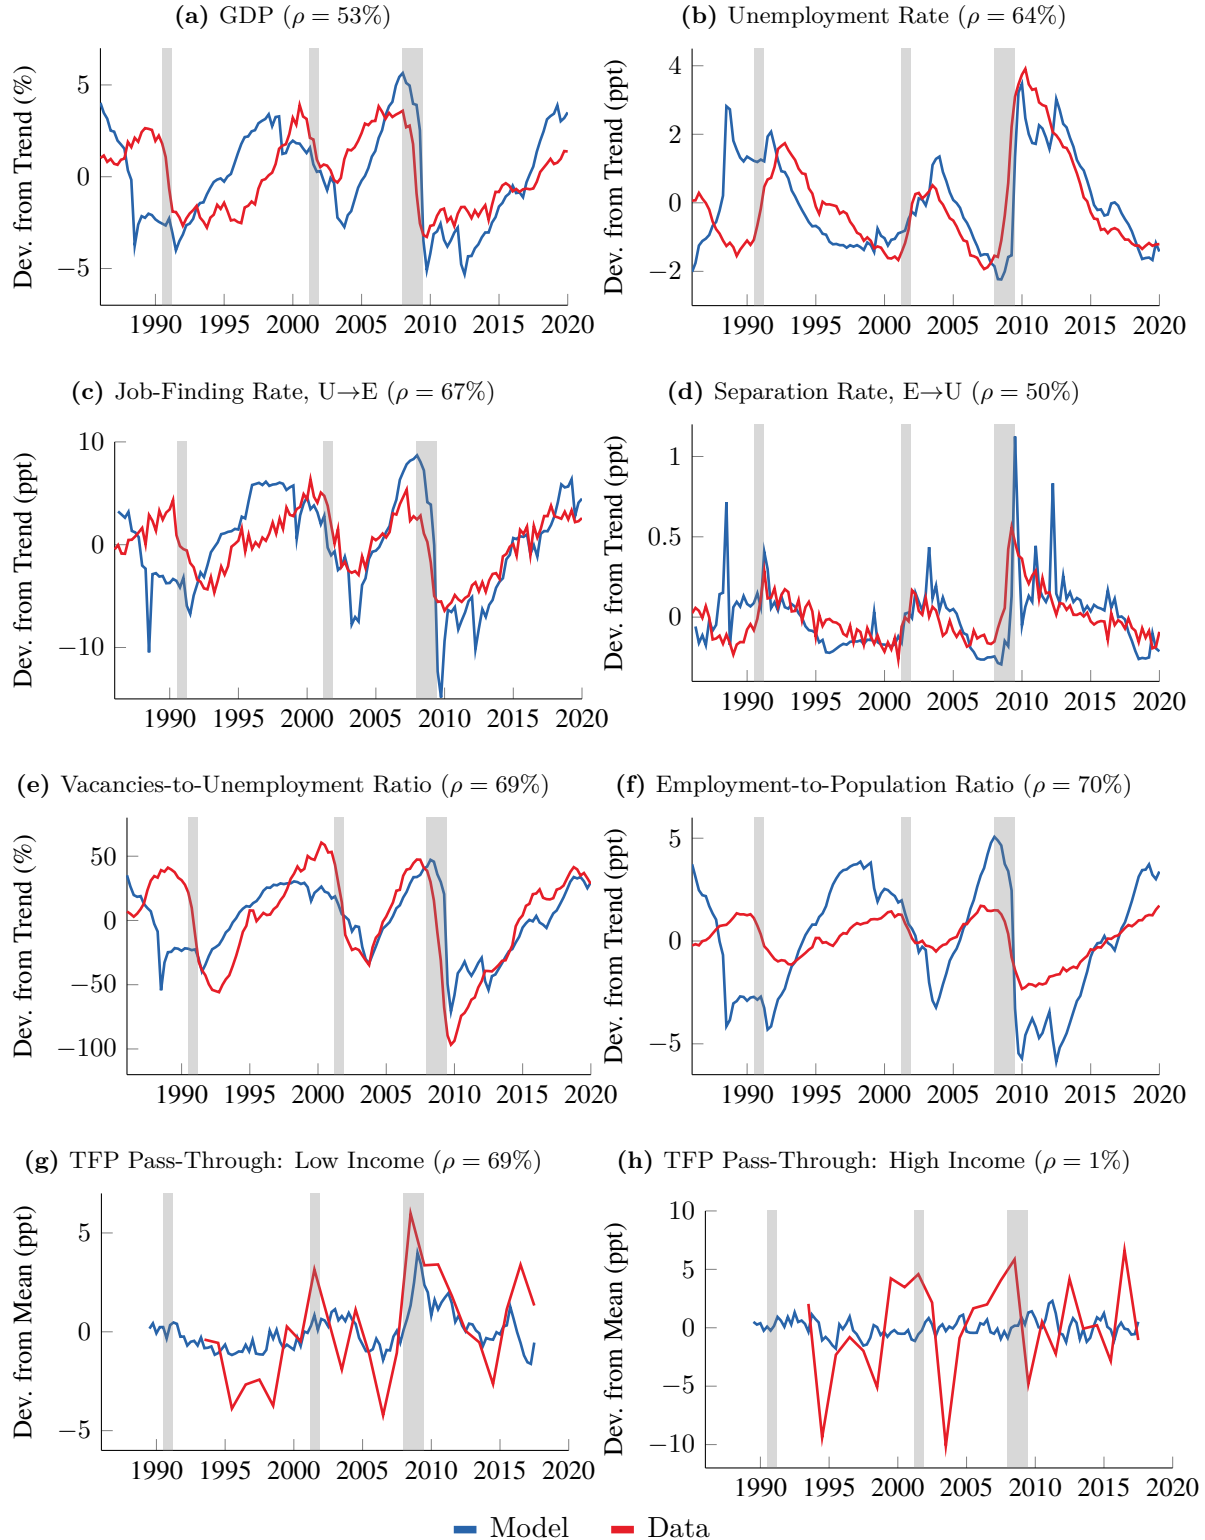 (a) GDP (ρ = 53%)
Dev. from Trend (%)
5
0
−5
1990 1995 2000 2005 2010 2015 2020
(b) Unemployment Rate (ρ = 64%)
Dev. from Trend (ppt)
4
2
0
−2
1990 1995 2000 2005 2010 2015 2020
(c) Job-Finding Rate, U→E (ρ = 67%)
Dev. from Trend (ppt)
10
0
−10
1990 1995 2000 2005 2010 2015 2020
(d) Separation Rate, E→U (ρ = 50%)
Dev. from Trend (ppt)
1
0.5
0
1990 1995 2000 2005 2010 2015 2020
(e) Vacancies-to-Unemployment Ratio (ρ = 69%)
Dev. from Trend (%)
50
0
−50
−100
1990 1995 2000 2005 2010 2015 2020
(f) Employment-to-Population Ratio (ρ = 70%)
Dev. from Trend (ppt)
5
0
−5
1990 1995 2000 2005 2010 2015 2020
(g) TFP Pass-Through: Low Income (ρ = 69%)
Dev. from Mean (ppt)
5
0
−5
1990 1995 2000 2005 2010 2015 2020
(h) TFP Pass-Through: High Income (ρ = 1%)
Dev. from Mean (ppt)
10
5
0
−5
−10
1990 1995 2000 2005 2010 2015 2020
Model Data